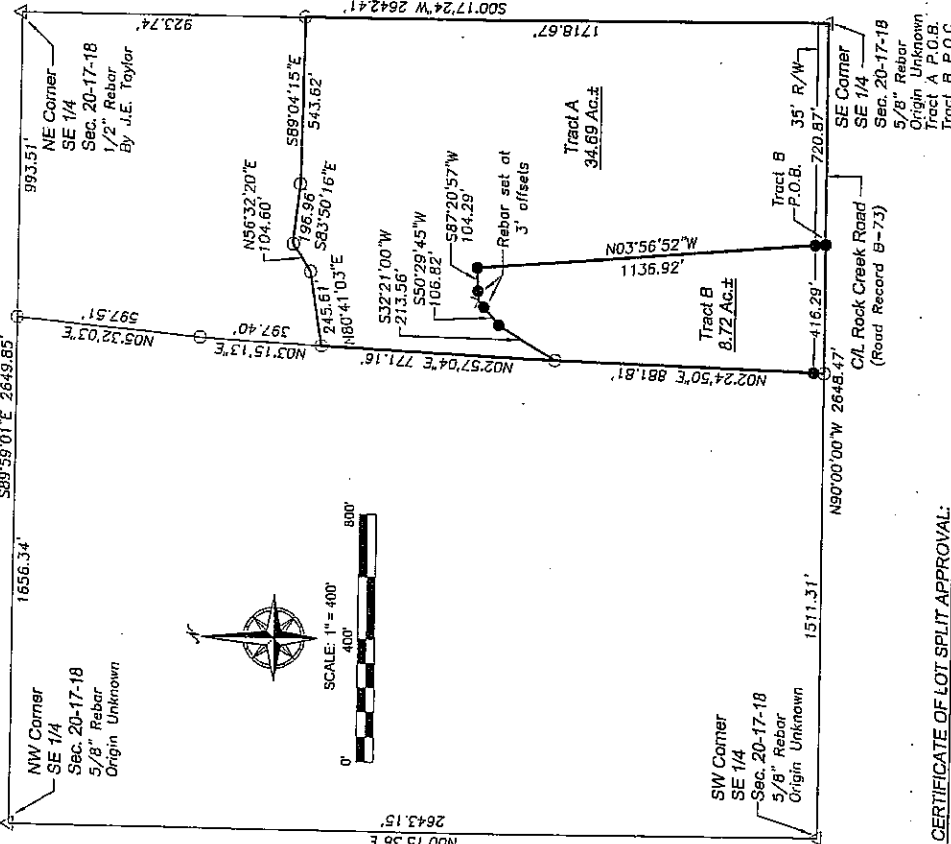 S89°59'01"E 2649.85'
1656.34'
993.51'
NW Corner
SE 1/4
Sec. 20-17-18
5/8" Rebar
Origin Unknown
NE Corner
SE 1/4
Sec. 20-17-18
1/2" Rebar
By J.E. Taylor
923.74'
S00°17'24"W 2642.41'
1718.67'
N05°32'03"E
597.51'
N03°15'13"E
397.40'
N56°32'20"E
104.60'
S89°04'15"E
543.62'
196.96'
S83°50'16"E
245.61'
N80°41'03"E
N02°57'04"E 771.16'
S32°21'00"W
213.56'
S50°29'45"W
106.82'
S87°20'57"W
104.29'
Rebar set at
3' offsets
Tract A
34.69 Ac.±
N03°56'52"W
1139.92'
Tract B
8.72 Ac.±
N02°24'50"E 881.81'
SCALE: 1" = 400'
0'
400'
800'
N
2643.15'
N00°15'38"E
SW Corner
SE 1/4
Sec. 20-17-18
5/8" Rebar
Origin Unknown
1511.31'
416.29'
720.87'
35' R/W
Tract B
P.O.B.
N90°00'00"W 2648.47'
C/L Rock Creek Road
(Road Record B-73)
SE Corner
SE 1/4
Sec. 20-17-18
5/8" Rebar
Origin Unknown
Tract A P.O.B.
Tract B P.O.C.
CERTIFICATE OF LOT SPLIT APPROVAL: